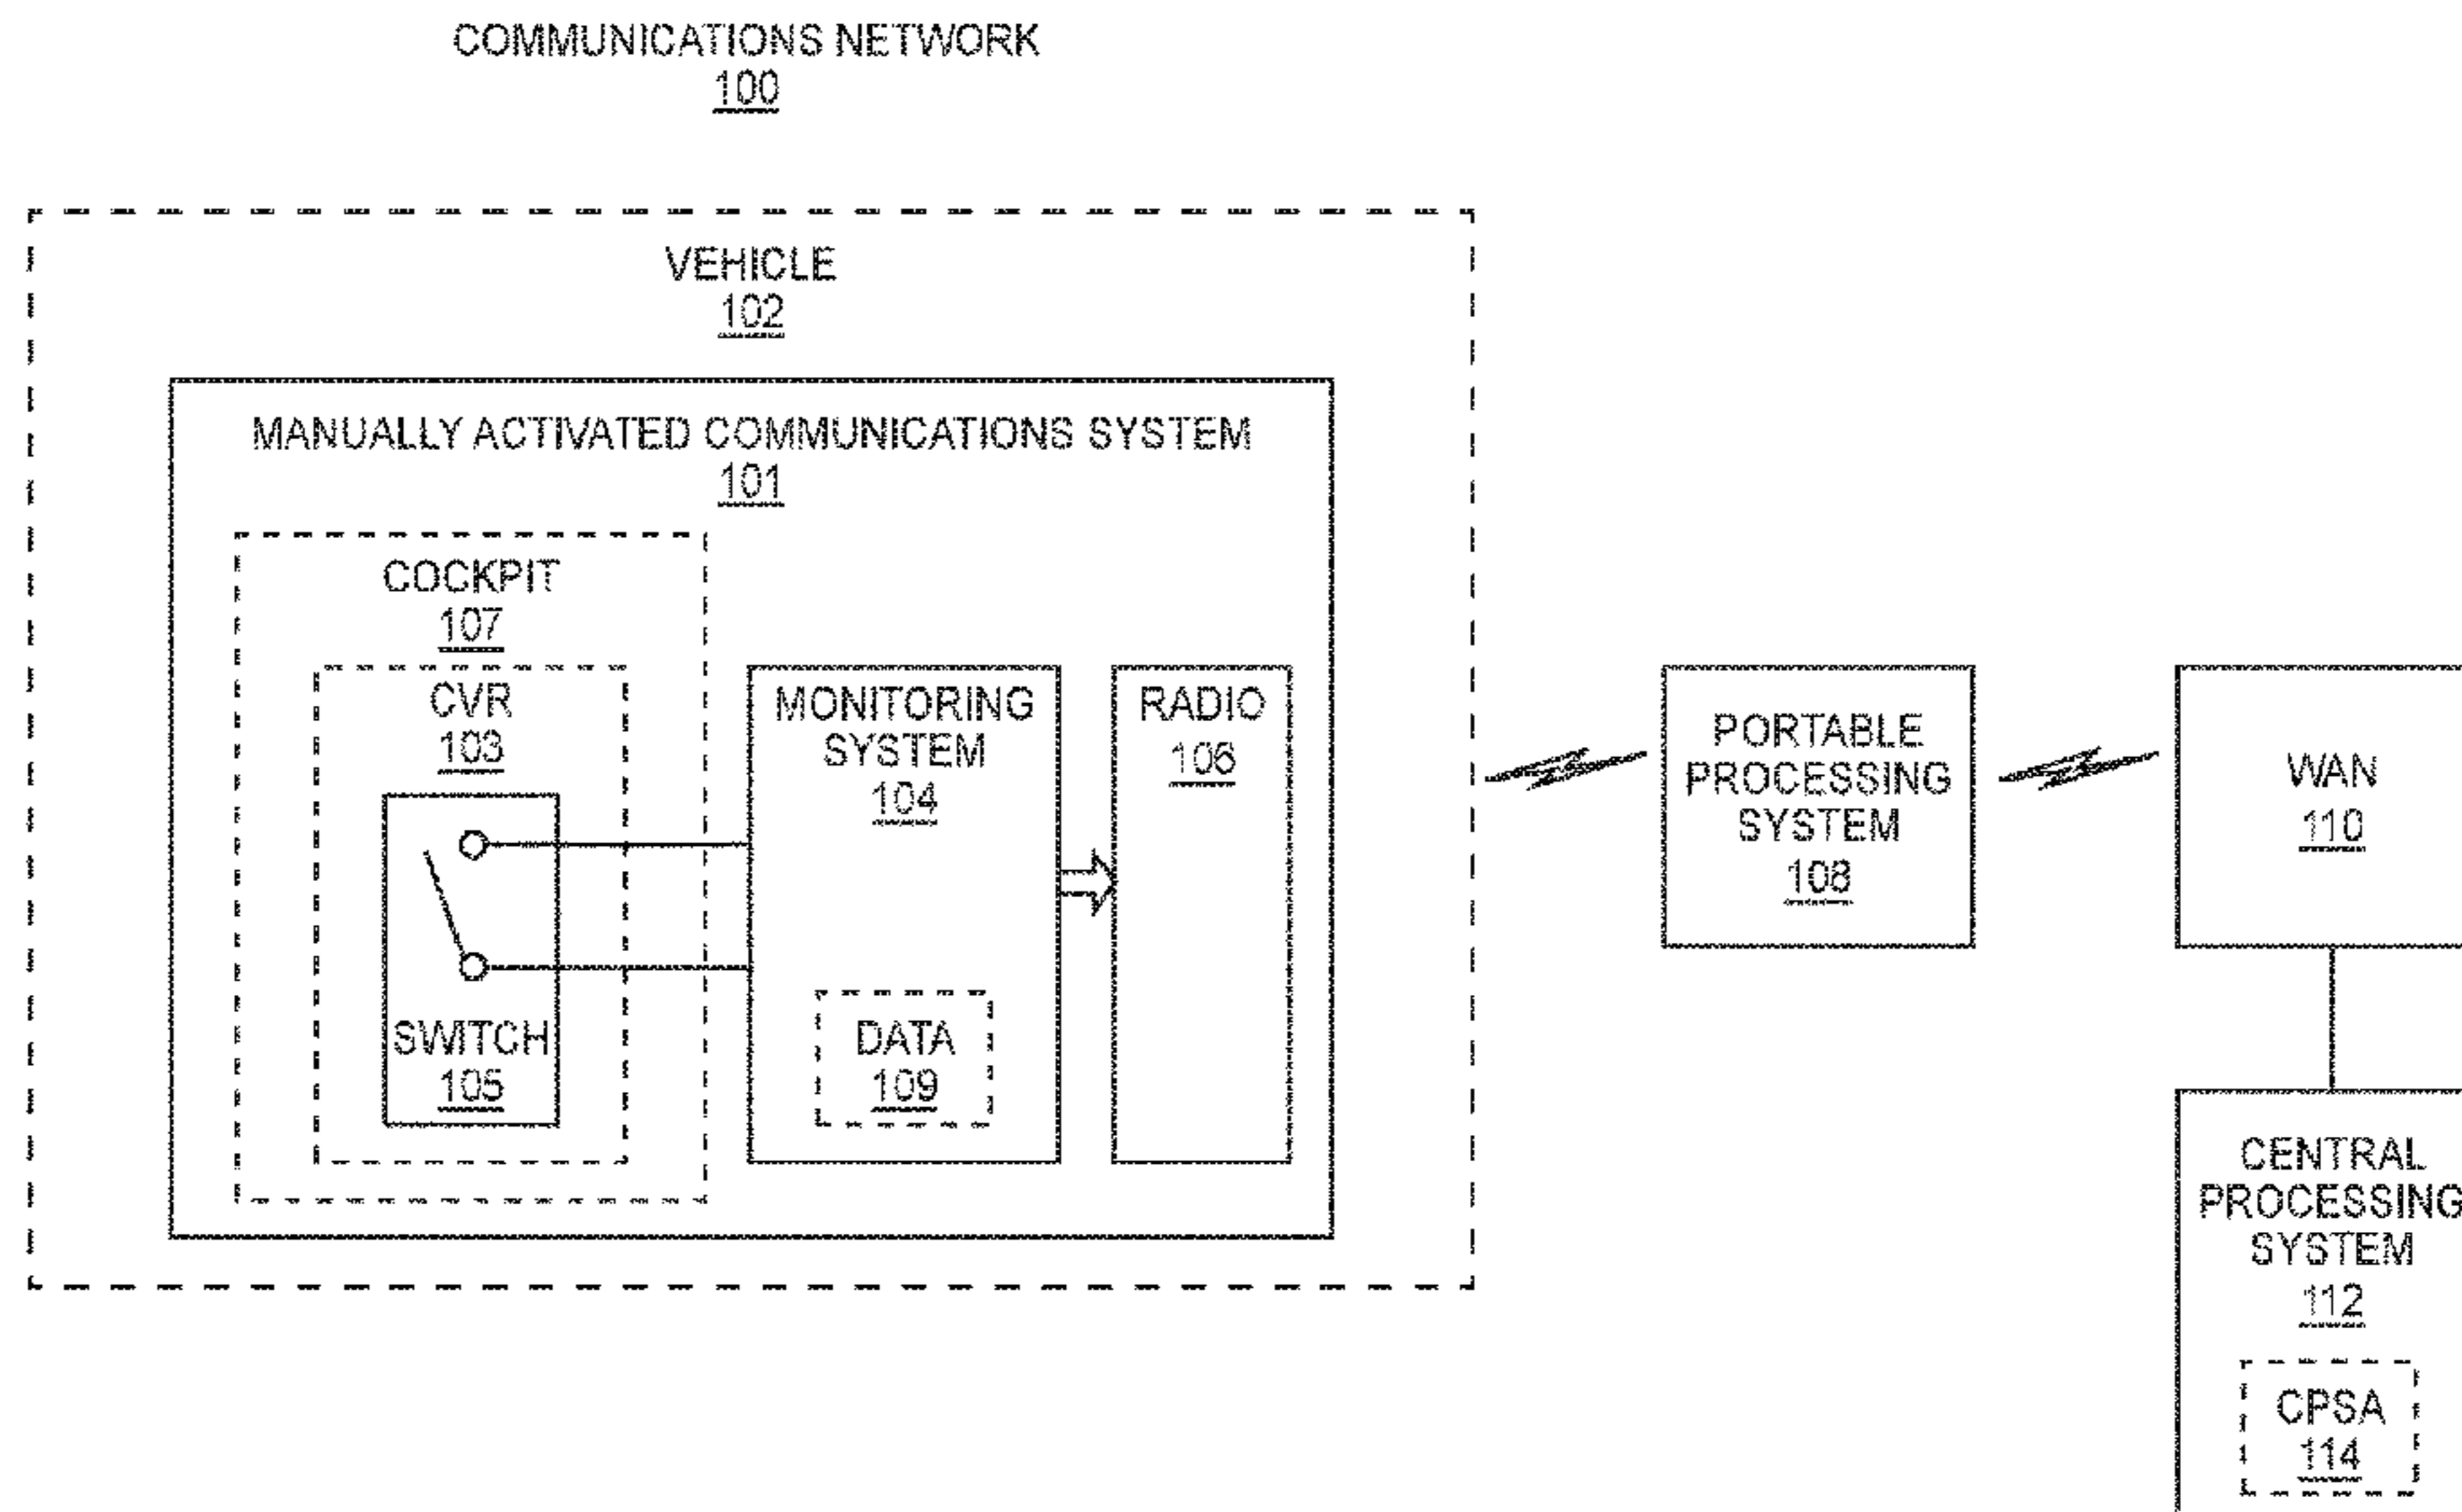 COMMUNICATIONS NETWORK
100
VEHICLE
102
MANUALLY ACTIVATED COMMUNICATIONS SYSTEM
101
COCKPIT
107
CVR
103
SWITCH
105
MONITORING
SYSTEM
104
DATA
109
RADIO
106
PORTABLE
PROCESSING
SYSTEM
108
WAN
110
CENTRAL
PROCESSING
SYSTEM
112
CPSA
114